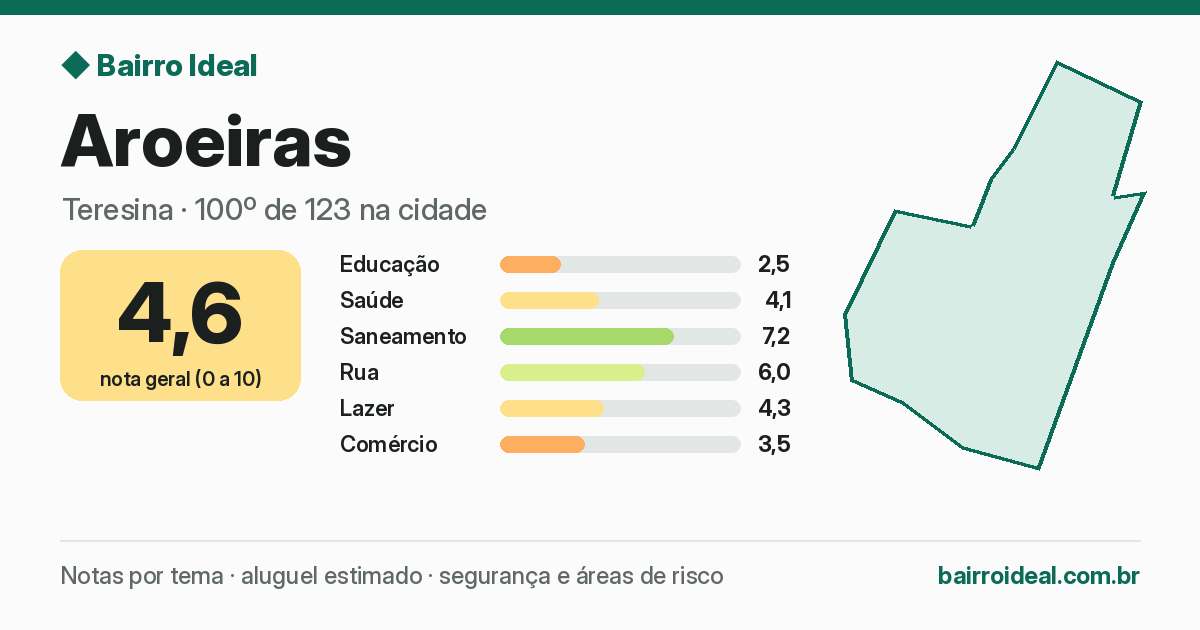 Bairro Ideal
Aroeiras
Teresina · 100º de 123 na cidade
4,6
nota geral (0 a 10)
Educação 2,5
Saúde 4,1
Saneamento 7,2
Rua 6,0
Lazer 4,3
Comércio 3,5
Notas por tema · aluguel estimado · segurança e áreas de risco
bairroideal.com.br